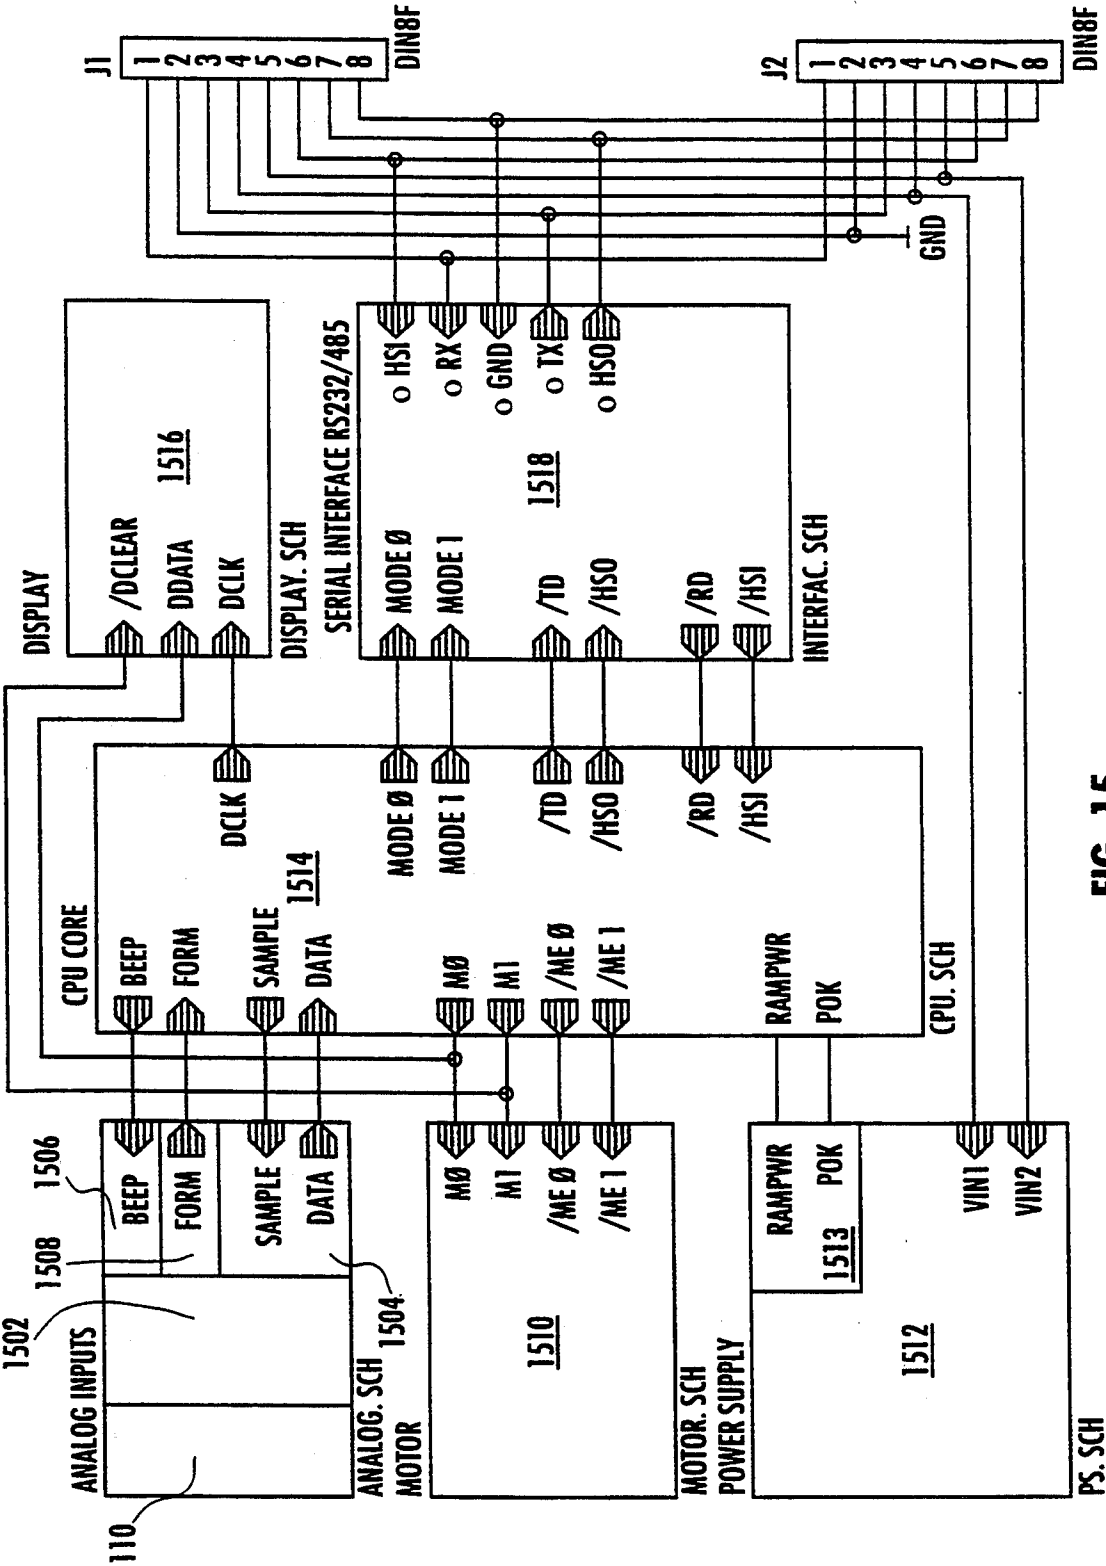 ANALOG INPUTS
110
1502
1508
1506
BEEP
FORM
SAMPLE
DATA
1504
ANALOG. SCH
MOTOR
1510
MØ
M1
/ME Ø
/ME 1
MOTOR. SCH
POWER SUPPLY
1512
1513
RAMPWR
POK
VIN1
VIN2
PS. SCH
CPU CORE
BEEP
FORM
SAMPLE
DATA
1514
DCLK
MØ
M1
/ME Ø
/ME 1
MODE Ø
MODE 1
/TD
/HSO
/RD
/HSI
RAMPWR
POK
CPU. SCH
DISPLAY
/DCLEAR
DDATA
DCLK
1516
DISPLAY. SCH
SERIAL INTERFACE RS232/485
MODE Ø
MODE 1
/TD
/HSO
/RD
/HSI
1518
O HSI
O RX
O GND
O TX
O HSO
INTERFAC. SCH
GND
J1
1
2
3
4
5
6
7
8
DIN8F
J2
1
2
3
4
5
6
7
8
DIN8F
FIG. 15